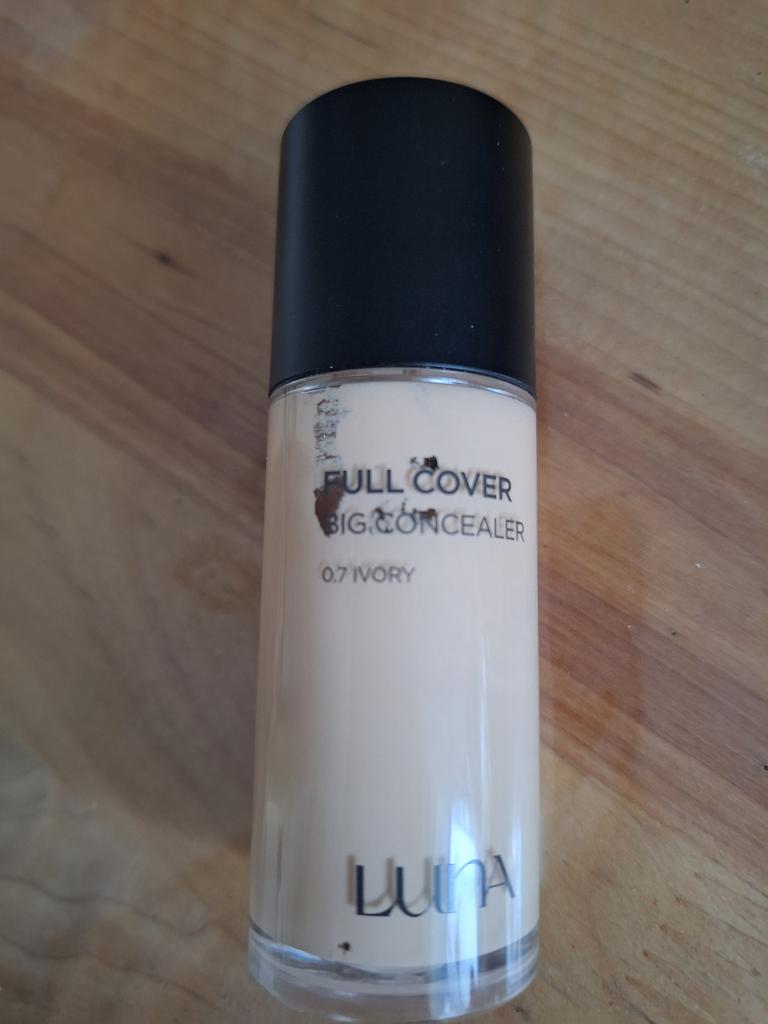 FULL COVER
BIG CONCEALER
0.7 IVORY
LUNA